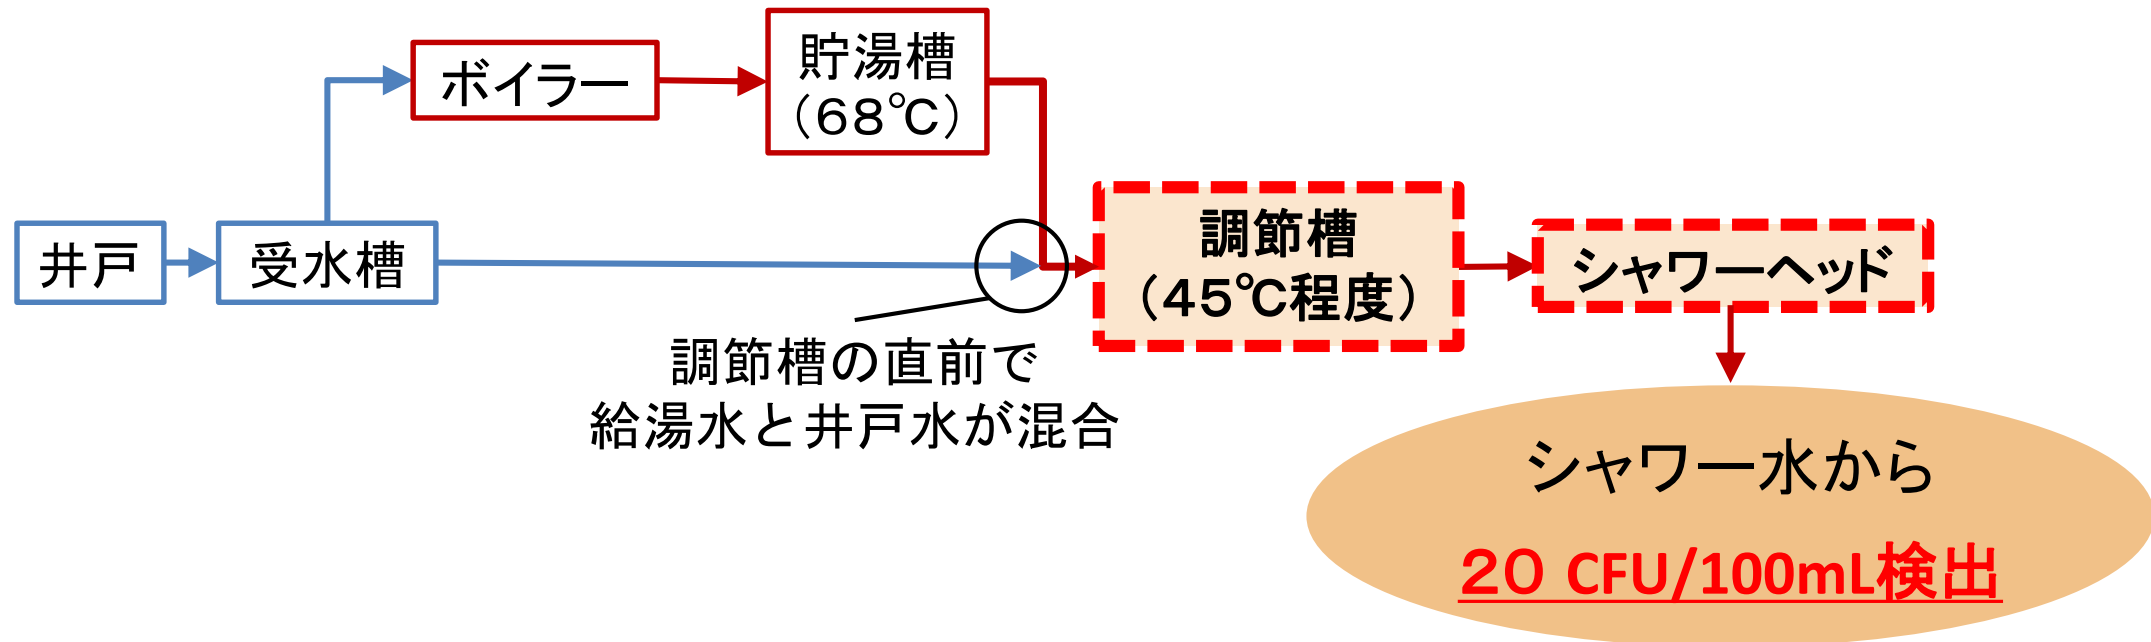 ボイラー
貯湯槽
（６８℃）
井戸
受水槽
調節槽
（４５℃程度）
シャワーヘッド
調節槽の直前で
給湯水と井戸水が混合
シャワー水から
２０ CFU/100mL検出